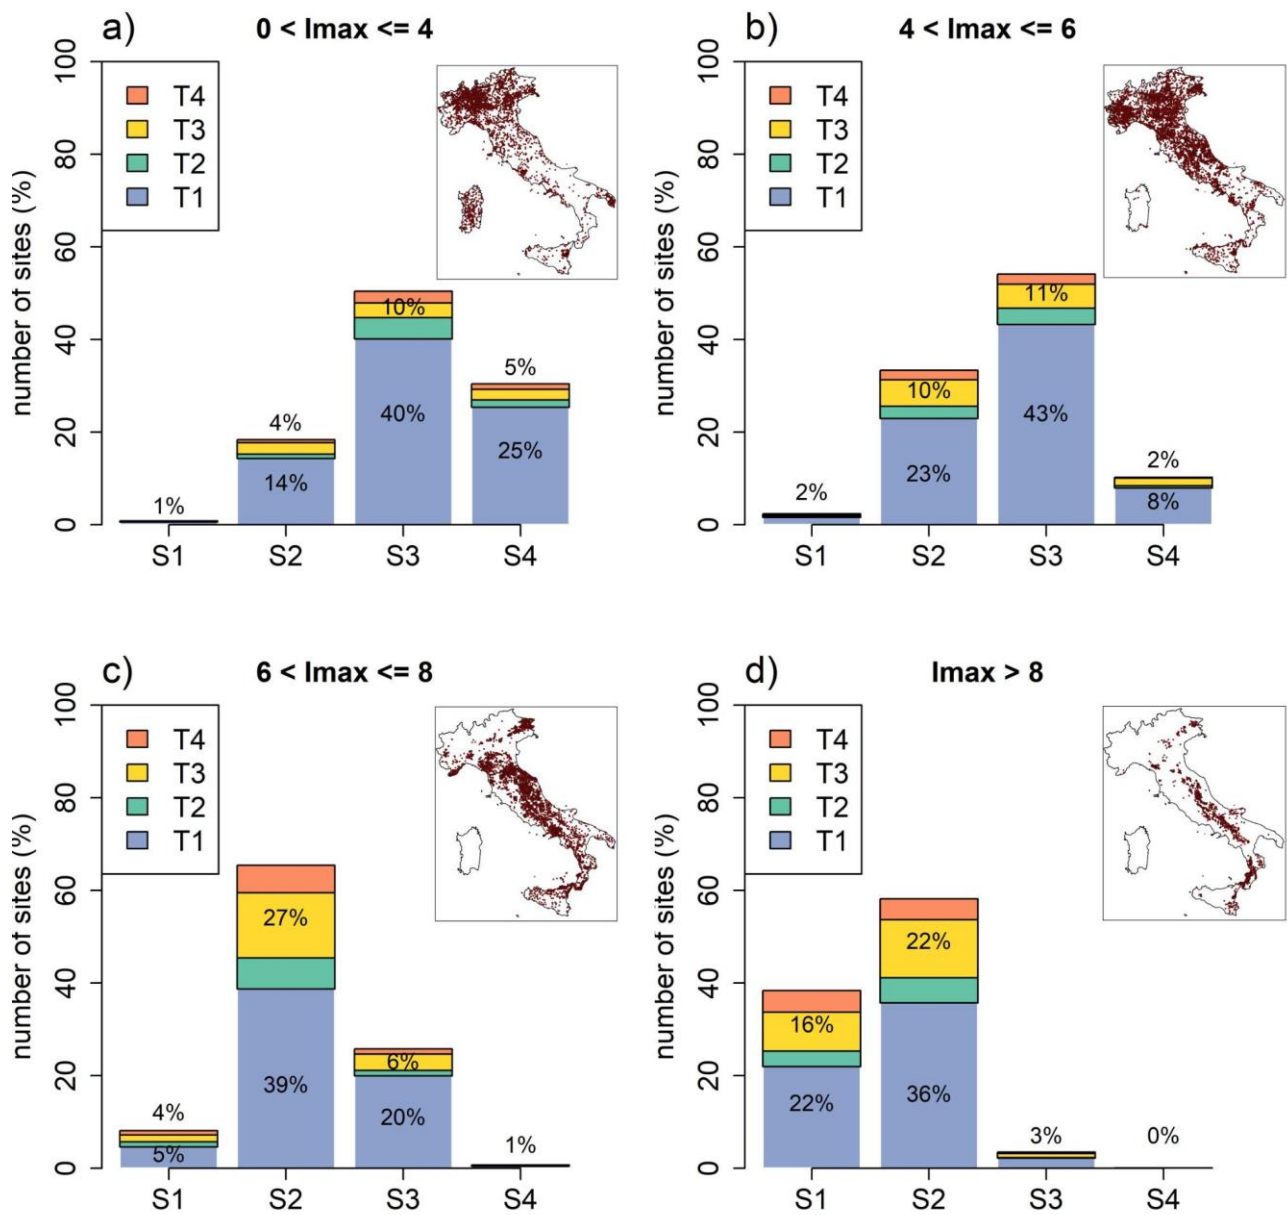 a)
0 < Imax <= 4
number of sites (%)
100
80
60
40
20
0
T4
T3
T2
T1
1%
4%
14%
10%
40%
5%
25%
S1 S2 S3 S4
b)
4 < Imax <= 6
number of sites (%)
100
80
60
40
20
0
T4
T3
T2
T1
2%
10%
23%
11%
43%
2%
8%
S1 S2 S3 S4
c)
6 < Imax <= 8
number of sites (%)
100
80
60
40
20
0
T4
T3
T2
T1
4%
5%
27%
39%
6%
20%
1%
S1 S2 S3 S4
d)
Imax > 8
number of sites (%)
100
80
60
40
20
0
T4
T3
T2
T1
16%
22%
22%
36%
3%
0%
S1 S2 S3 S4